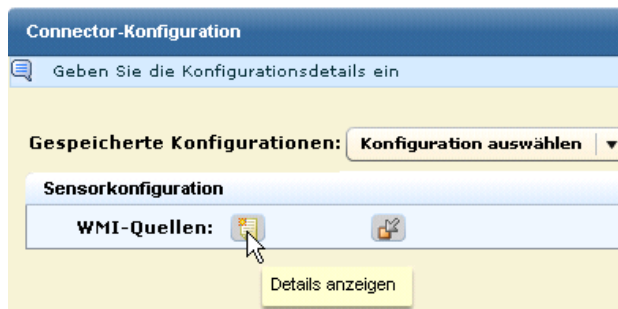 Connector-Konfiguration
Geben Sie die Konfigurationsdetails ein
Gespeicherte Konfigurationen: Konfiguration auswählen
Sensorkonfiguration
WMI-Quellen:
Details anzeigen